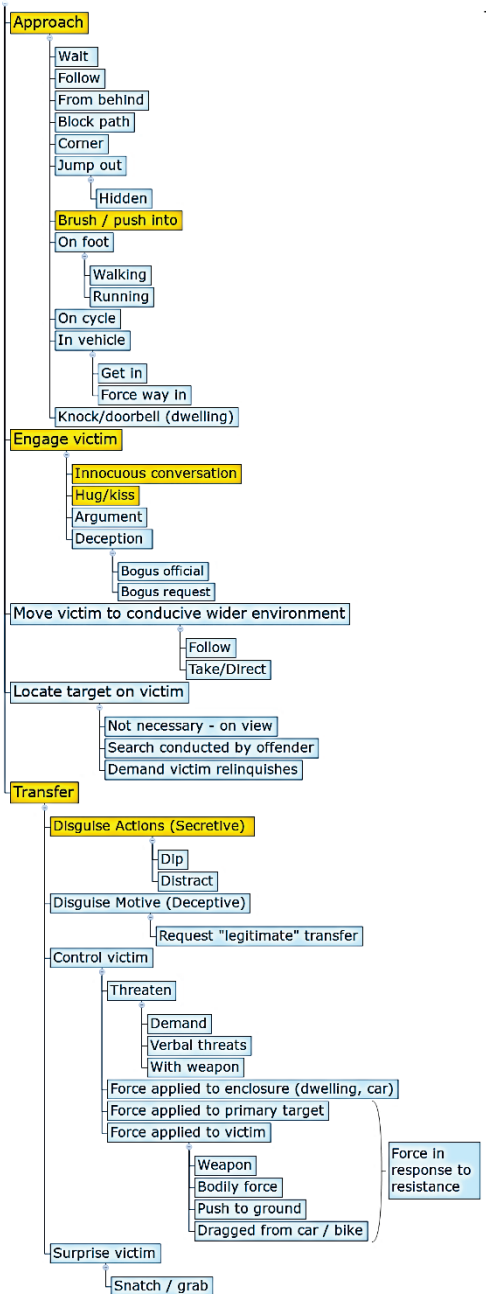 Approach
Wait
Follow
From behind
Block path
Corner
Jump out
Hidden
Brush / push into
On foot
Walking
Running
On cycle
In vehicle
Get in
Force way in
Knock/doorbell (dwelling)
Engage victim
Innocuous conversation
Hug/kiss
Argument
Deception
Bogus official
Bogus request
Move victim to conducive wider environment
Follow
Take/Direct
Locate target on victim
Not necessary - on view
Search conducted by offender
Demand victim relinquishes
Transfer
Disguise Actions (Secretive)
Dip
Distract
Disguise Motive (Deceptive)
Request "legitimate" transfer
Control victim
Threaten
Demand
Verbal threats
With weapon
Force applied to enclosure (dwelling, car)
Force applied to primary target
Force applied to victim
Weapon
Bodily force
Push to ground
Dragged from car / bike
Force in
response to
resistance
Surprise victim
Snatch / grab